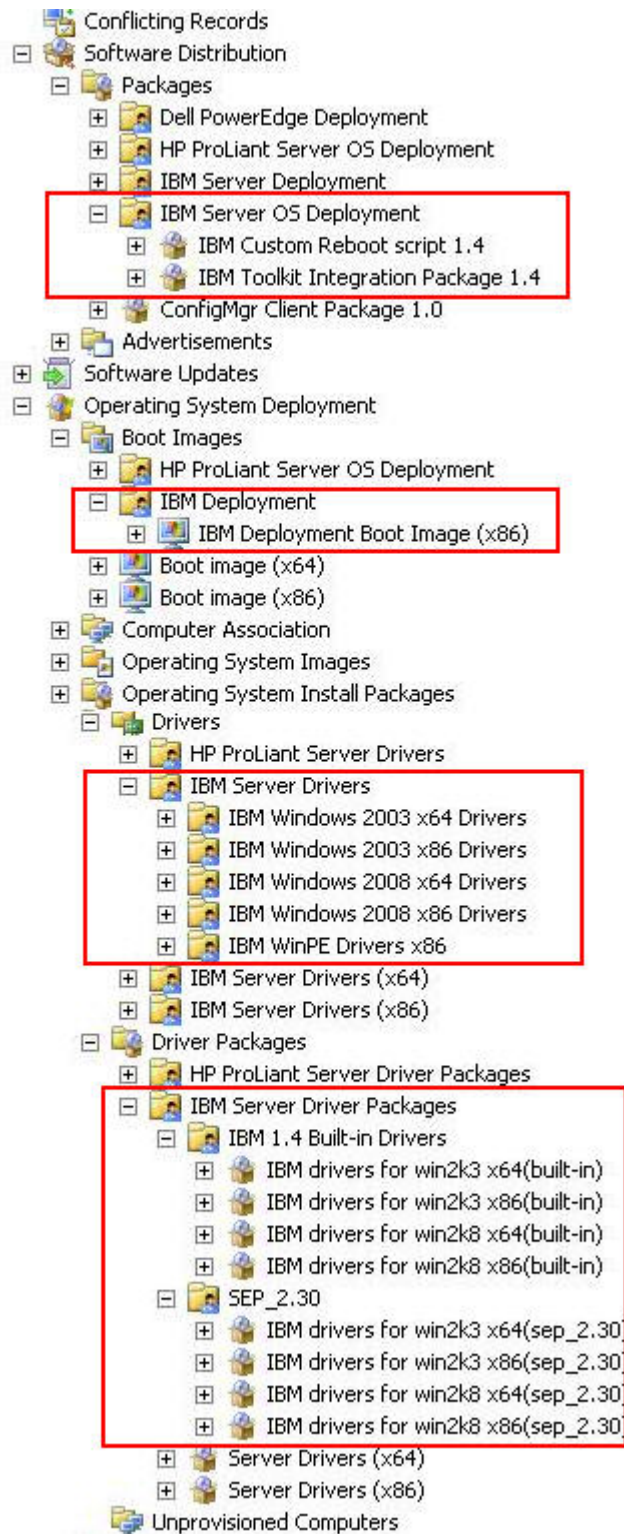 Conflicting Records
Software Distribution
Packages
Dell PowerEdge Deployment
HP ProLiant Server OS Deployment
IBM Server Deployment
IBM Server OS Deployment
IBM Custom Reboot script 1.4
IBM Toolkit Integration Package 1.4
ConfigMgr Client Package 1.0
Advertisements
Software Updates
Operating System Deployment
Boot Images
HP ProLiant Server OS Deployment
IBM Deployment
IBM Deployment Boot Image (x86)
Boot image (x64)
Boot image (x86)
Computer Association
Operating System Images
Operating System Install Packages
Drivers
HP ProLiant Server Drivers
IBM Server Drivers
IBM Windows 2003 x64 Drivers
IBM Windows 2003 x86 Drivers
IBM Windows 2008 x64 Drivers
IBM Windows 2008 x86 Drivers
IBM WinPE Drivers x86
IBM Server Drivers (x64)
IBM Server Drivers (x86)
Driver Packages
HP ProLiant Server Driver Packages
IBM Server Driver Packages
IBM 1.4 Built-in Drivers
IBM drivers for win2k3 x64(built-in)
IBM drivers for win2k3 x86(built-in)
IBM drivers for win2k8 x64(built-in)
IBM drivers for win2k8 x86(built-in)
SEP_2.30
IBM drivers for win2k3 x64(sep_2.30)
IBM drivers for win2k3 x86(sep_2.30)
IBM drivers for win2k8 x64(sep_2.30)
IBM drivers for win2k8 x86(sep_2.30)
Server Drivers (x64)
Server Drivers (x86)
Unprovisioned Computers